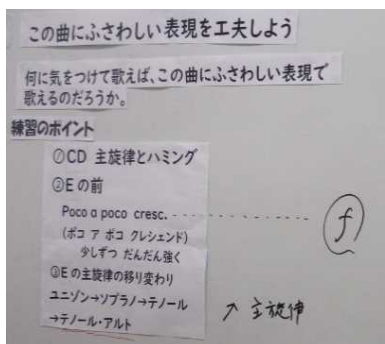 この曲にふさわしい表現を工夫しよう
何に気をつけて歌えば、この曲にふさわしい表現で
歌えるのだろうか。
練習のポイント
①CD 主旋律とハミング
②Eの前
Poco a poco cresc. - - - - - - - - - - - - - - - f
(ポコ ア ポコ クレシェンド)
少しずつ だんだん強く
③Eの主旋律の移り変わり
ユニゾン→ソプラノ→テノール
→テノール・アルト
↗ 主旋律